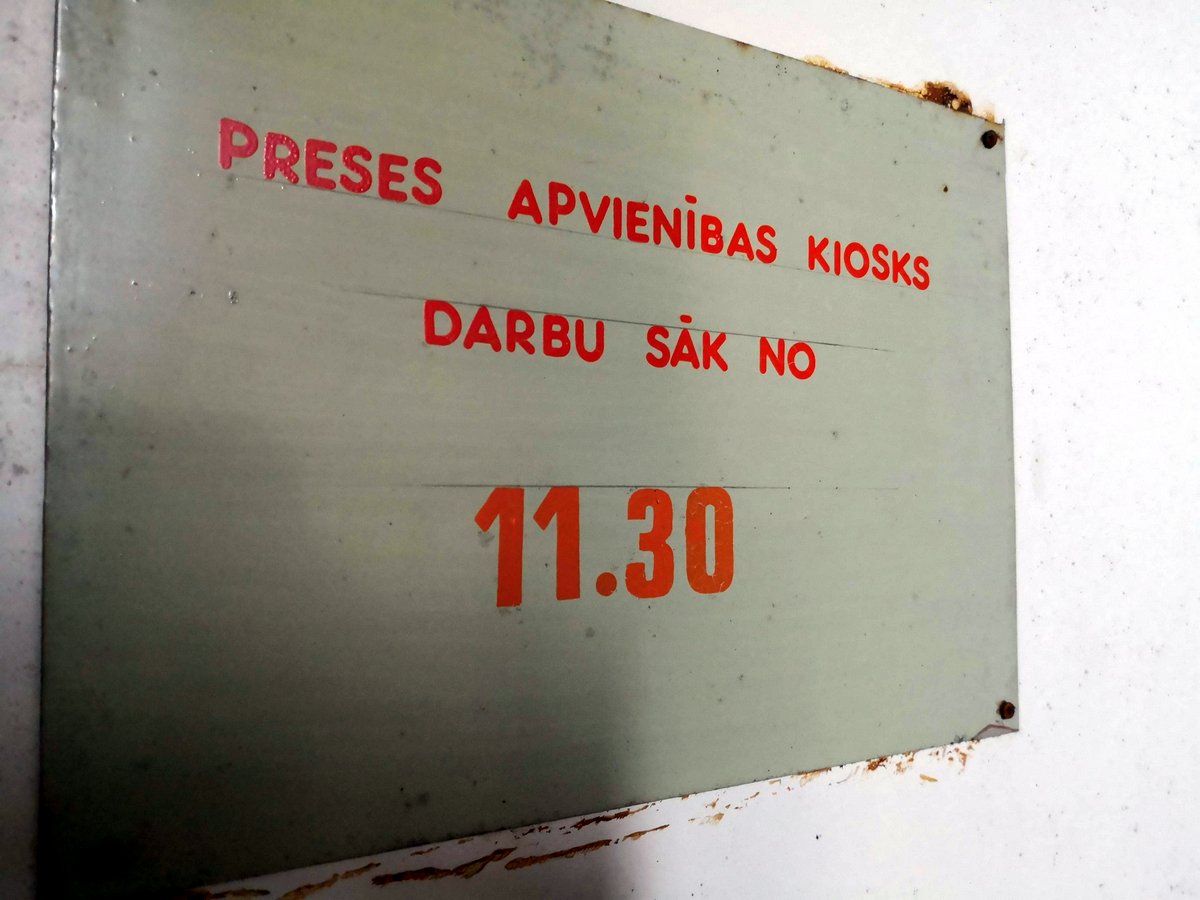 PRESES APVIENĪBAS KIOSKS
DARBU SĀK NO
11.30